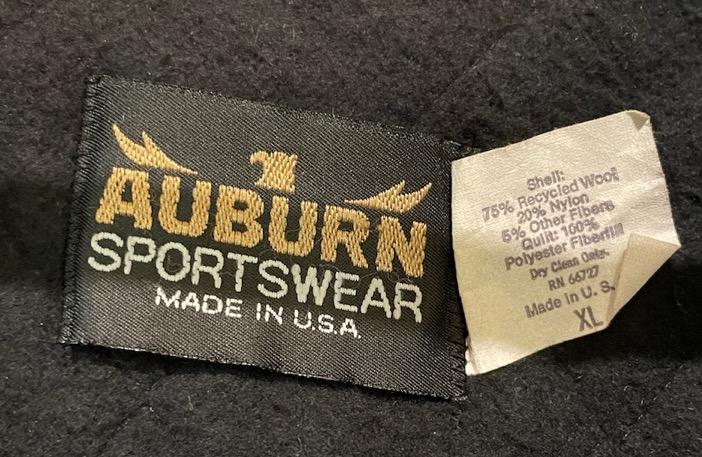 AUBURN
SPORTSWEAR
MADE IN U.S.A.
Shell:
75% Recycled Wool
20% Nylon
5% Other Fibers
Quilt: 100%
Polyester Fiberfill
Dry Clean Only
RN 66727
Made in U. S.
XL